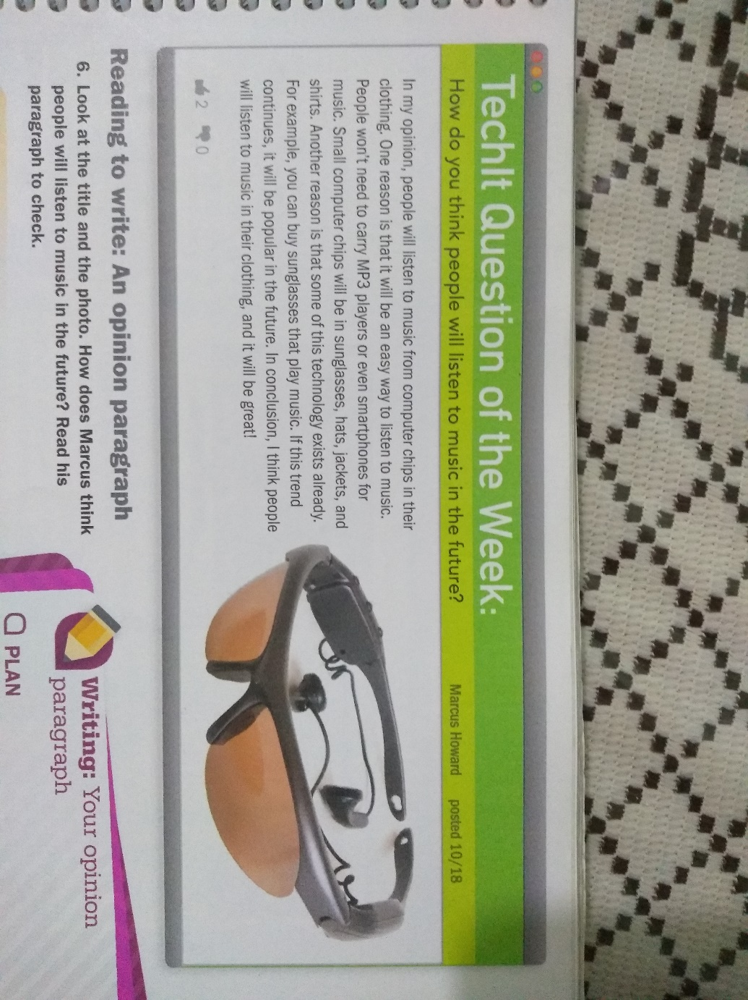 TechIt Question of the Week:
How do you think people will listen to music in the future? Marcus Howard posted 10/18
In my opinion, people will listen to music from computer chips in their
clothing. One reason is that it will be an easy way to listen to music.
People won't need to carry MP3 players or even smartphones for
music. Small computer chips will be in sunglasses, hats, jackets, and
shirts. Another reason is that some of this technology exists already.
For example, you can buy sunglasses that play music. If this trend
continues, it will be popular in the future. In conclusion, I think people
will listen to music in their clothing, and it will be great!
2 0
Reading to write: An opinion paragraph
6. Look at the title and the photo. How does Marcus think
people will listen to music in the future? Read his
paragraph to check.
Writing: Your opinion
paragraph
PLAN